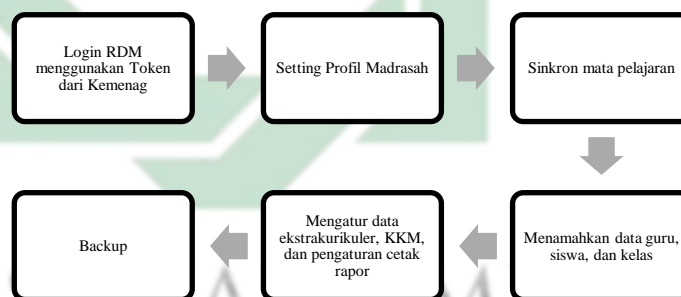 Login RDM
menggunakan Token
dari Kemenag
Setting Profil Madrasah
Sinkron mata pelajaran
Menamahkan data guru,
siswa, dan kelas
Mengatur data
ekstrakurikuler, KKM,
dan pengaturan cetak
rapor
Backup